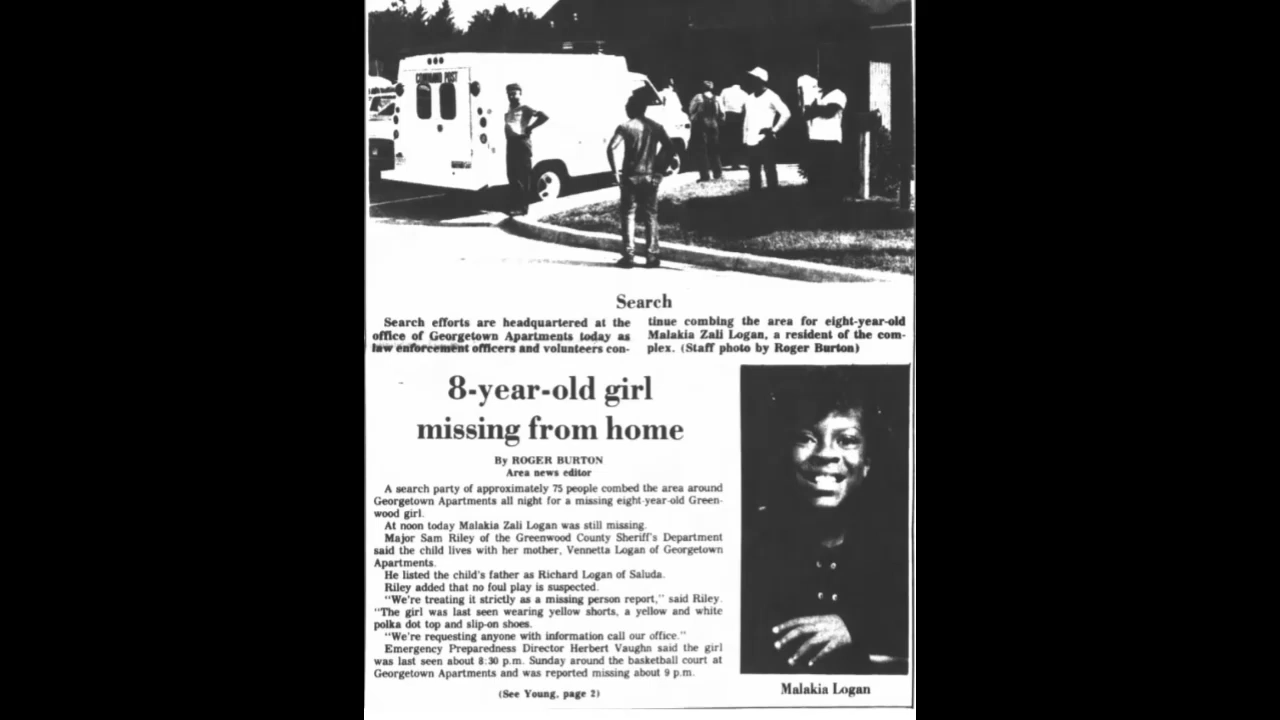 COMMAND POST
Search
Search efforts are headquartered at the
office of Georgetown Apartments today as
law enforcement officers and volunteers con-
tinue combing the area for eight-year-old
Malakia Zali Logan, a resident of the com-
plex. (Staff photo by Roger Burton)
8-year-old girl
missing from home
By ROGER BURTON
Area news editor
A search party of approximately 75 people combed the area around
Georgetown Apartments all night for a missing eight-year-old Green-
wood girl.
At noon today Malakia Zali Logan was still missing.
Major Sam Riley of the Greenwood County Sheriff's Department
said the child lives with her mother, Vennetta Logan of Georgetown
Apartments.
He listed the child's father as Richard Logan of Saluda.
Riley added that no foul play is suspected.
"We're treating it strictly as a missing person report," said Riley.
"The girl was last seen wearing yellow shorts, a yellow and white
polka dot top and slip-on shoes.
"We're requesting anyone with information call our office."
Emergency Preparedness Director Herbert Vaughn said the girl
was last seen about 8:30 p.m. Sunday around the basketball court at
Georgetown Apartments and was reported missing about 9 p.m.
(See Young, page 2)
Malakia Logan